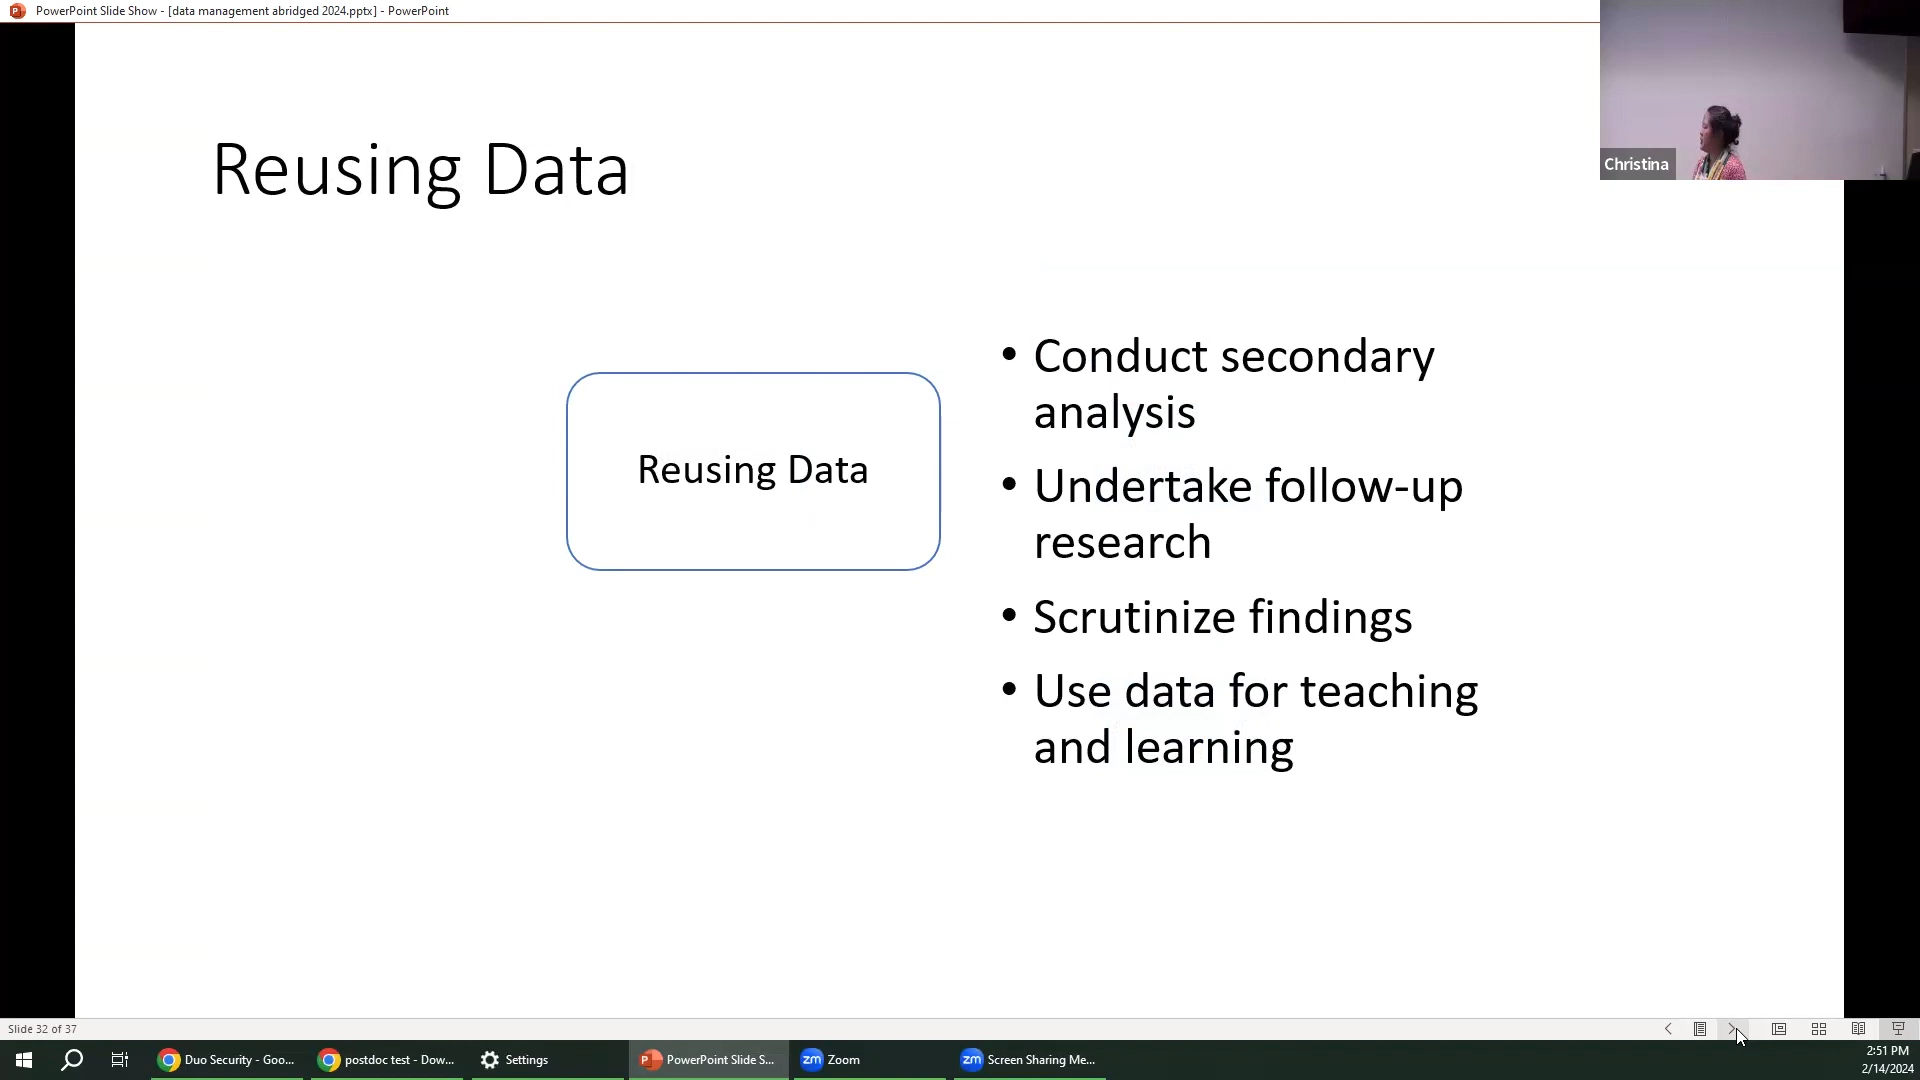 PowerPoint Slide Show - [data management abridged 2024.pptx] - PowerPoint
Christina
Reusing Data
Reusing Data
• Conduct secondary
analysis
• Undertake follow-up
research
• Scrutinize findings
• Use data for teaching
and learning
Slide 32 of 37
Duo Security - Goo...
postdoc test - Dow...
Settings
PowerPoint Slide S...
zm Zoom
zm Screen Sharing Me...
2:51 PM
2/14/2024